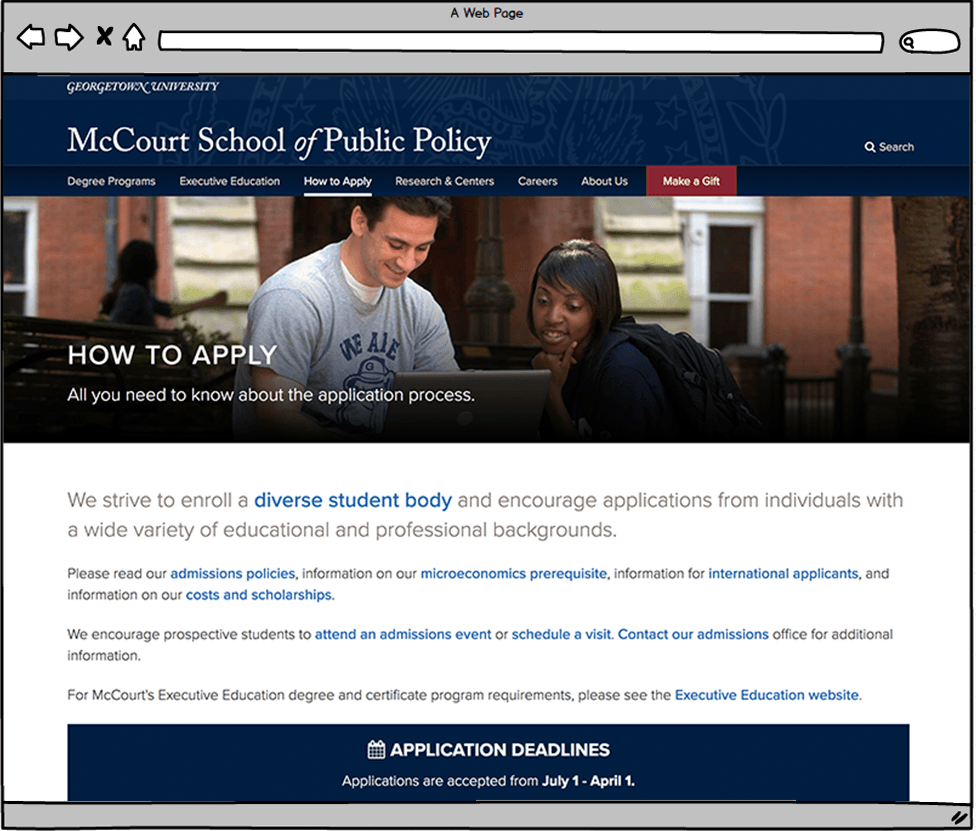 A Web Page
GEORGETOWN UNIVERSITY
McCourt School of Public Policy
Search
Degree Programs Executive Education How to Apply Research & Centers Careers About Us Make a Gift
WE ARE
G
HOW TO APPLY
All you need to know about the application process.
We strive to enroll a diverse student body and encourage applications from individuals with
a wide variety of educational and professional backgrounds.
Please read our admissions policies, information on our microeconomics prerequisite, information for international applicants, and
information on our costs and scholarships.
We encourage prospective students to attend an admissions event or schedule a visit. Contact our admissions office for additional
information.
For McCourt's Executive Education degree and certificate program requirements, please see the Executive Education website.
APPLICATION DEADLINES
Applications are accepted from July 1 - April 1.